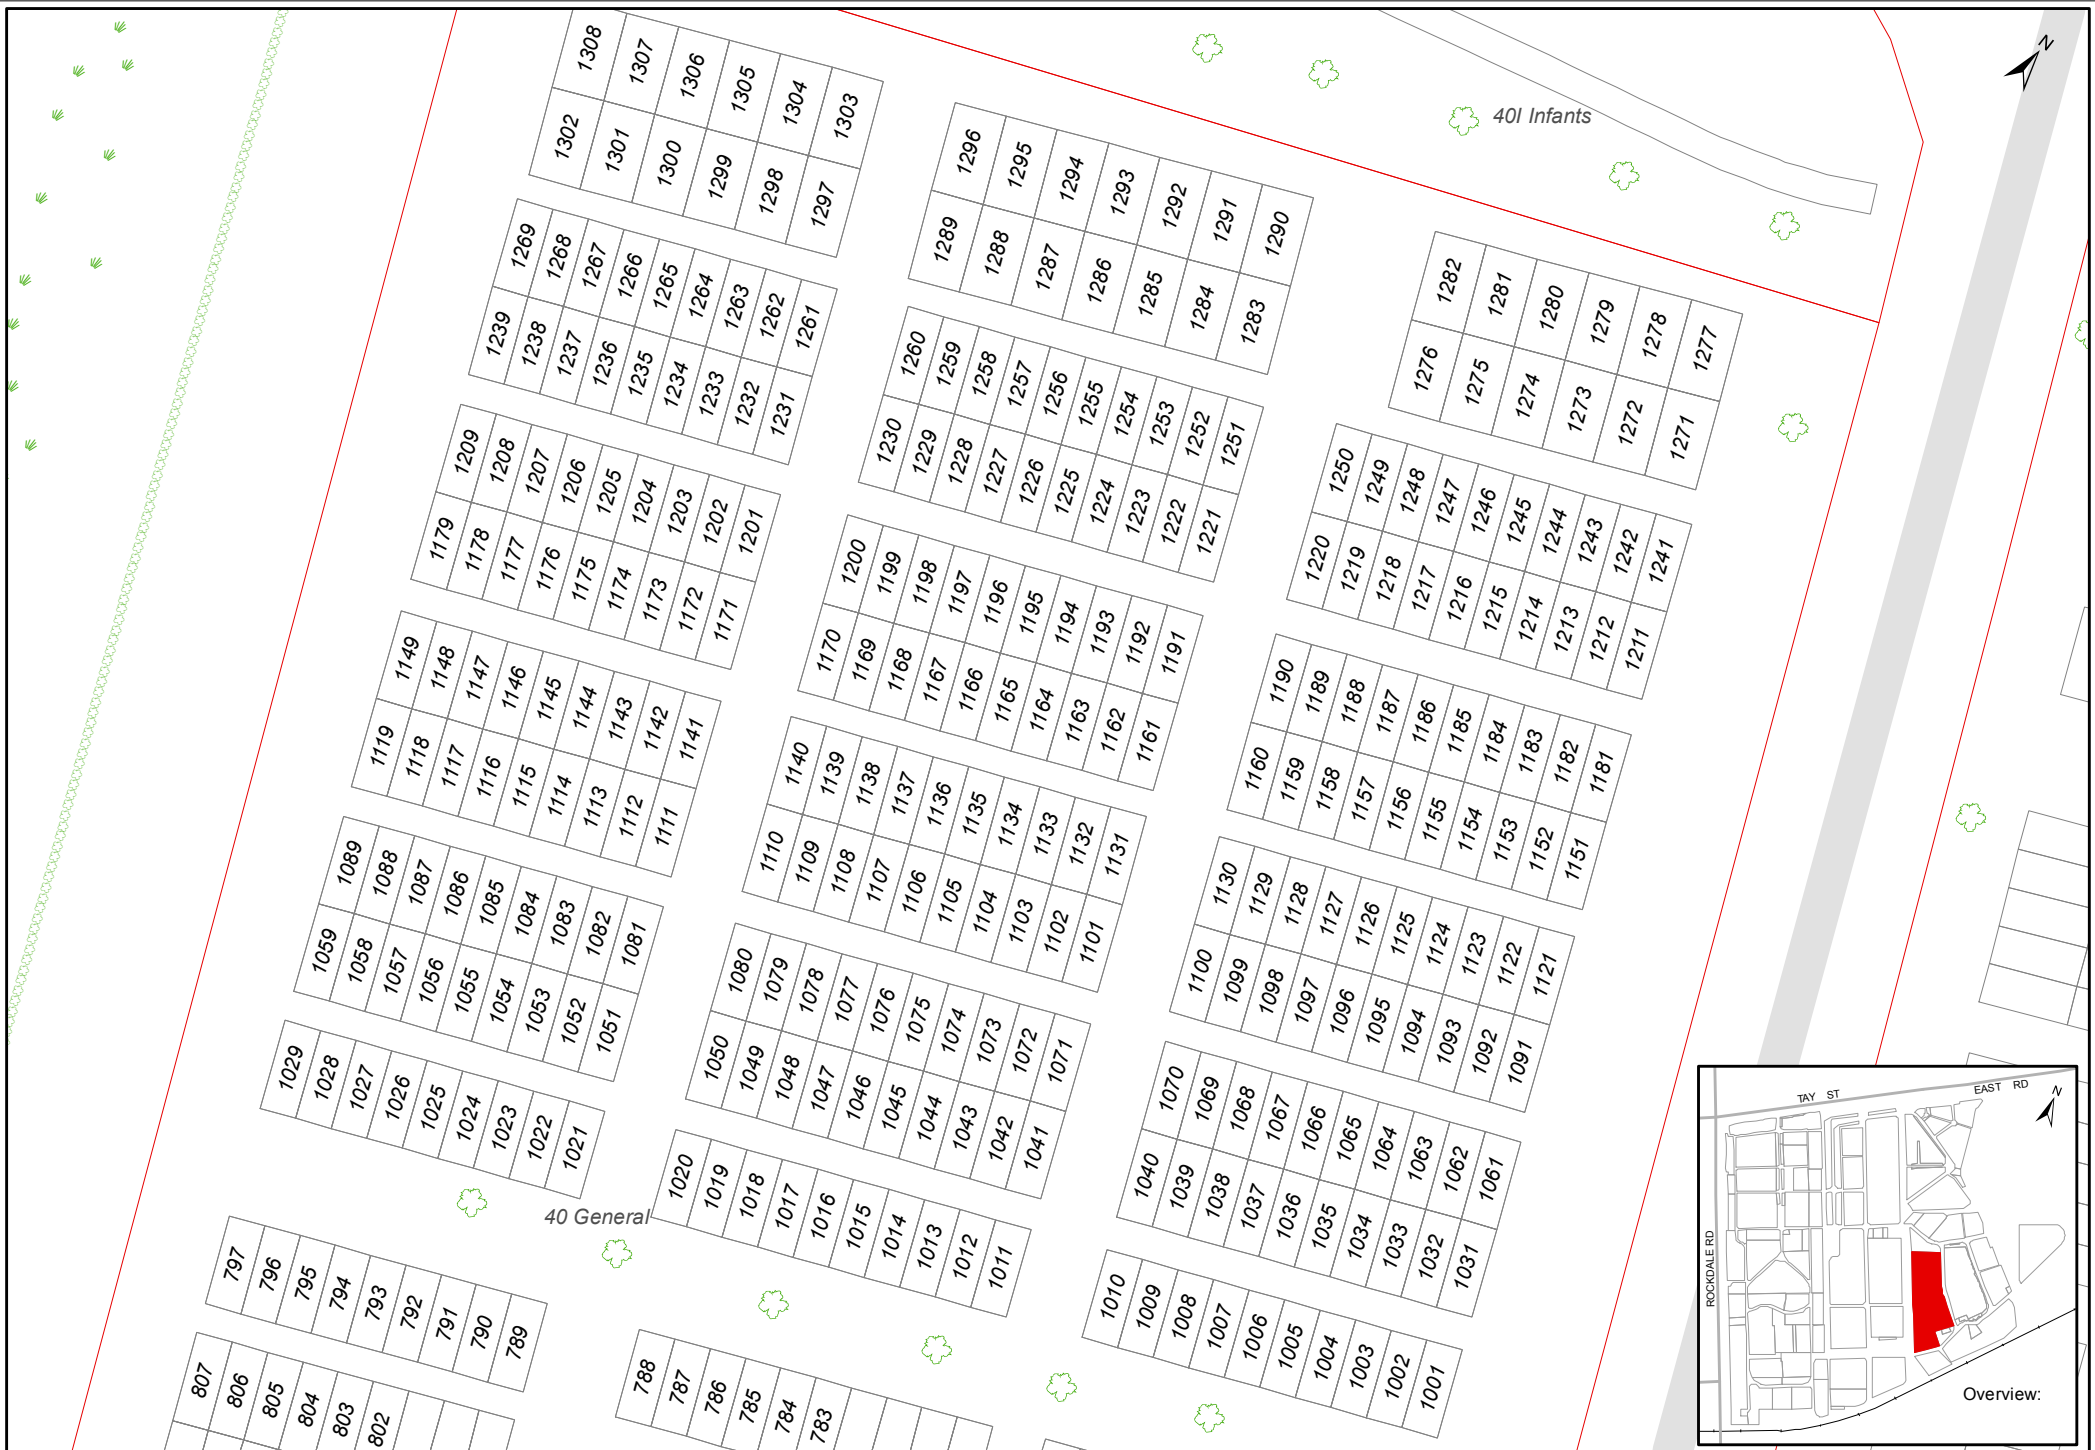 1308 1307 1306 1305 1304 1303
1302 1301 1300 1299 1298 1297
1296 1295 1294 1293 1292 1291 1290
1289 1288 1287 1286 1285 1284 1283
40I Infants
N
1282 1281 1280 1279 1278 1277
1276 1275 1274 1273 1272 1271
1269 1268 1267 1266 1265 1264 1263 1262 1261
1239 1238 1237 1236 1235 1234 1233 1232 1231
1260 1259 1258 1257 1256 1255 1254 1253 1252 1251
1230 1229 1228 1227 1226 1225 1224 1223 1222 1221
1250 1249 1248 1247 1246 1245 1244 1243 1242 1241
1220 1219 1218 1217 1216 1215 1214 1213 1212 1211
1209 1208 1207 1206 1205 1204 1203 1202 1201
1179 1178 1177 1176 1175 1174 1173 1172 1171
1200 1199 1198 1197 1196 1195 1194 1193 1192 1191
1170 1169 1168 1167 1166 1165 1164 1163 1162 1161
1190 1189 1188 1187 1186 1185 1184 1183 1182 1181
1160 1159 1158 1157 1156 1155 1154 1153 1152 1151
1149 1148 1147 1146 1145 1144 1143 1142 1141
1119 1118 1117 1116 1115 1114 1113 1112 1111
1140 1139 1138 1137 1136 1135 1134 1133 1132 1131
1110 1109 1108 1107 1106 1105 1104 1103 1102 1101
1130 1129 1128 1127 1126 1125 1124 1123 1122 1121
1100 1099 1098 1097 1096 1095 1094 1093 1092 1091
1089 1088 1087 1086 1085 1084 1083 1082 1081
1059 1058 1057 1056 1055 1054 1053 1052 1051
1080 1079 1078 1077 1076 1075 1074 1073 1072 1071
1050 1049 1048 1047 1046 1045 1044 1043 1042 1041
1070 1069 1068 1067 1066 1065 1064 1063 1062 1061
1040 1039 1038 1037 1036 1035 1034 1033 1032 1031
1029 1028 1027 1026 1025 1024 1023 1022 1021
1020 1019 1018 1017 1016 1015 1014 1013 1012 1011
1010 1009 1008 1007 1006 1005 1004 1003 1002 1001
40 General
797 796 795 794 793 792 791 790 789
807 806 805 804 803 802
788 787 786 785 784 783
TAY ST
EAST RD
N
ROCKDALE RD
Overview: